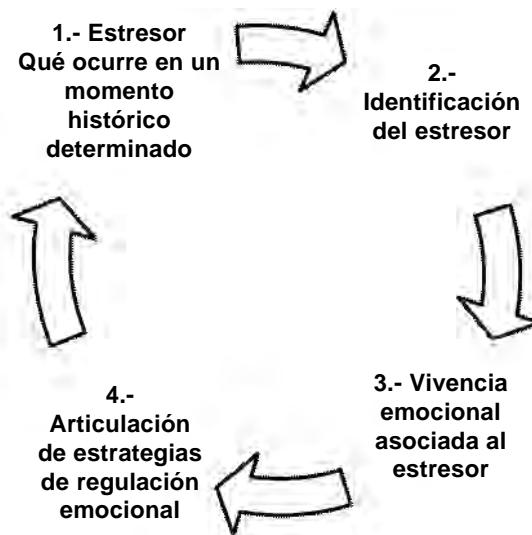 1.- Estresor
Qué ocurre en un
momento
histórico
determinado
2.-
Identificación
del estresor
3.- Vivencia
emocional
asociada al
estresor
4.-
Articulación
de estrategias
de regulación
emocional